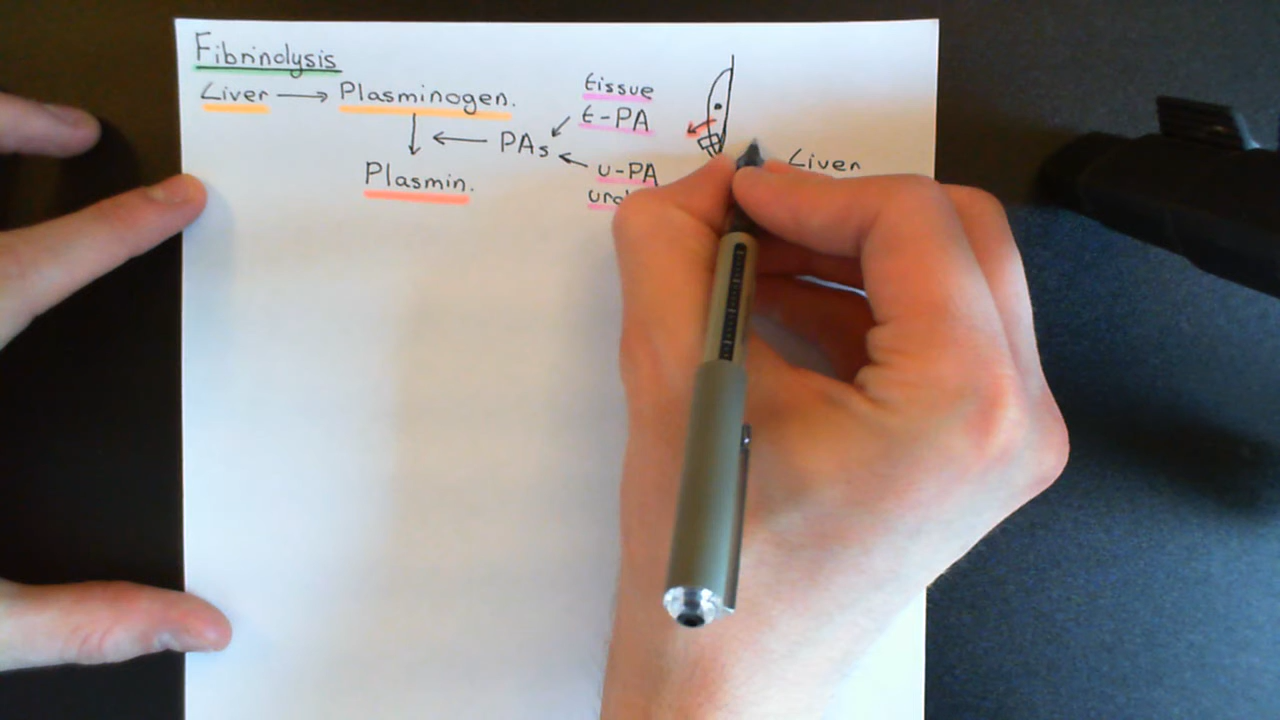 Fibrinolysis
Liver → Plasminogen.
tissue
t-PA
← PAs
Liver
u-PA
Plasmin.